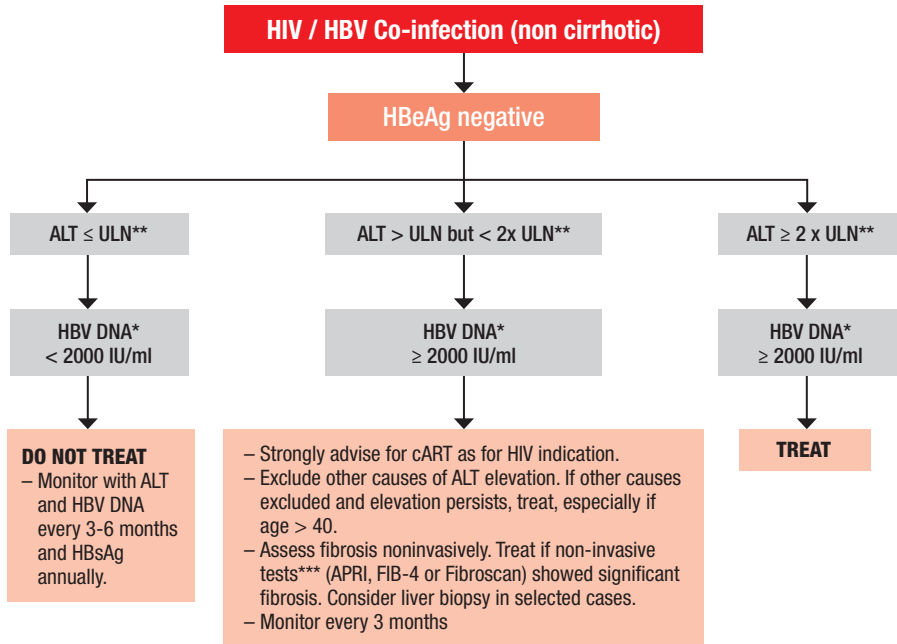 HIV / HBV Co-infection (non cirrhotic)
HBeAg negative
ALT ≤ ULN**
HBV DNA*
< 2000 IU/ml
DO NOT TREAT
– Monitor with ALT
and HBV DNA
every 3-6 months
and HBsAg
annually.
ALT > ULN but < 2x ULN**
HBV DNA*
≥ 2000 IU/ml
– Strongly advise for cART as for HIV indication.
– Exclude other causes of ALT elevation. If other causes
excluded and elevation persists, treat, especially if
age > 40.
– Assess fibrosis noninvasively. Treat if non-invasive
tests*** (APRI, FIB-4 or Fibroscan) showed significant
fibrosis. Consider liver biopsy in selected cases.
– Monitor every 3 months
ALT ≥ 2 x ULN**
HBV DNA*
≥ 2000 IU/ml
TREAT